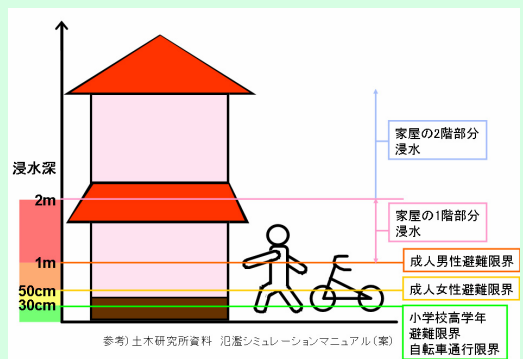 浸水深
2m
1m
50cm
30cm
家屋の2階部分
浸水
家屋の1階部分
浸水
成人男性避難限界
成人女性避難限界
小学校高学年
避難限界
自転車通行限界
参考)土木研究所資料 氾濫シミュレーションマニュアル(案)